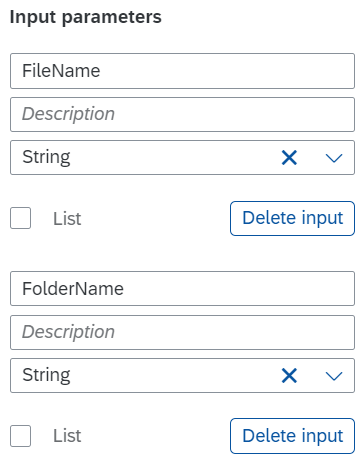 Input parameters
FileName
Description
String
List
Delete input
FolderName
Description
String
List
Delete input